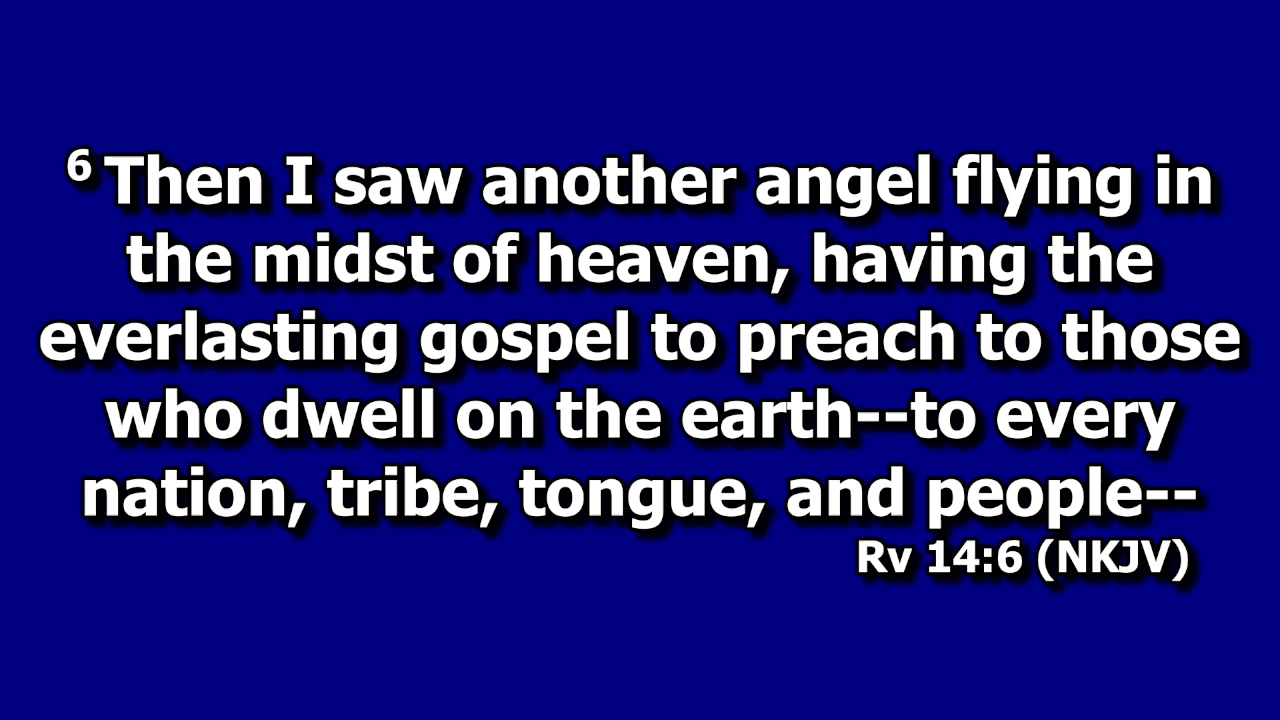 6 Then I saw another angel flying in
the midst of heaven, having the
everlasting gospel to preach to those
who dwell on the earth--to every
nation, tribe, tongue, and people--
Rv 14:6 (NKJV)